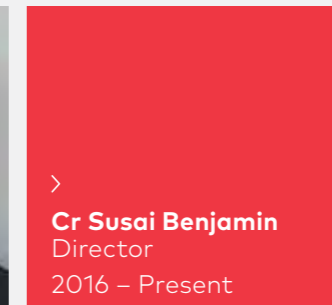 Cr Susai Benjamin
Director
2016 – Present